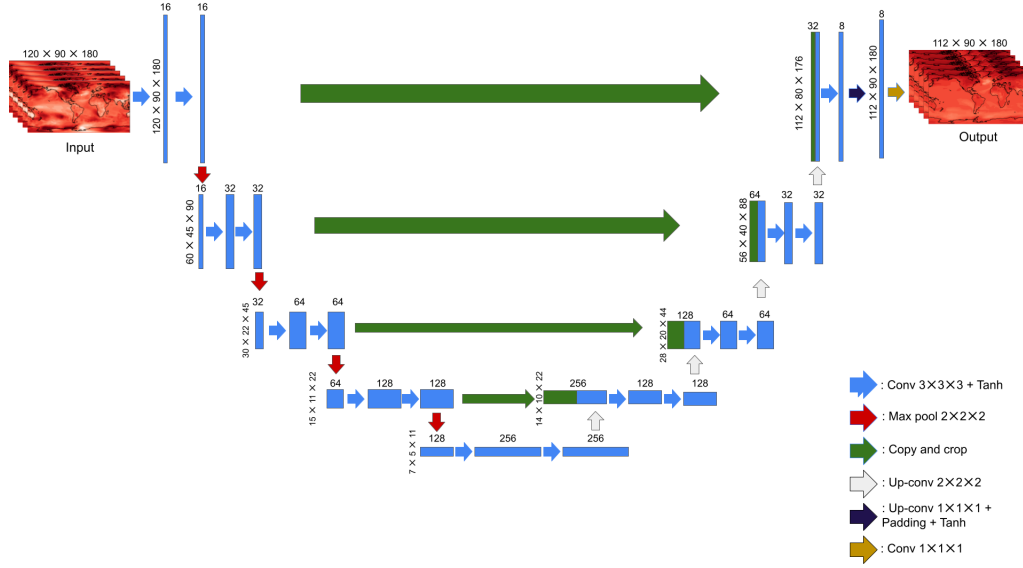 120 × 90 × 180
Input
16
120 × 90 × 180
16
16
32
32
60 × 45 × 90
32
64
64
30 × 22 × 45
64
128
128
15 × 11 × 22
128
256
256
7 × 5 × 11
256
128
128
14 × 10 × 22
128
64
64
28 × 20 × 44
64
32
32
56 × 40 × 88
32
8
112 × 80 × 176
8
112 × 90 × 180
112 × 90 × 180
Output
: Conv 3×3×3 + Tanh
: Max pool 2×2×2
: Copy and crop
: Up-conv 2×2×2
: Up-conv 1×1×1 +
Padding + Tanh
: Conv 1×1×1